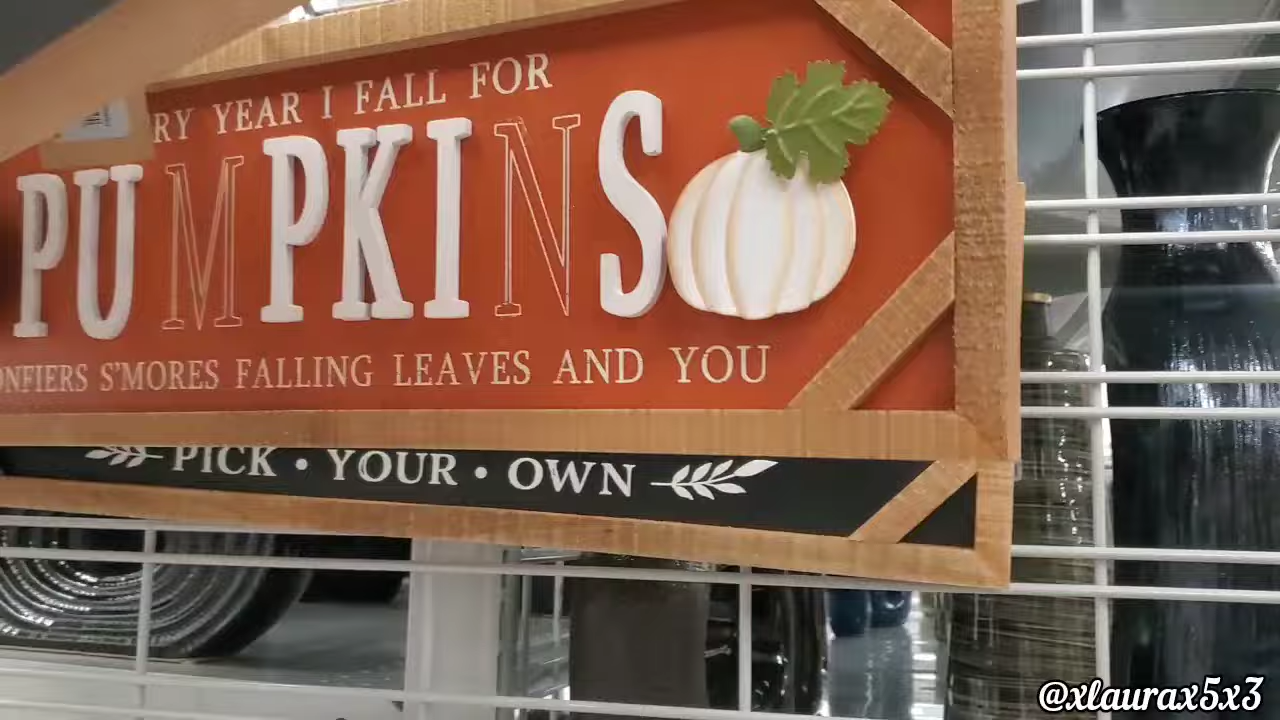 RY YEAR I FALL FOR
PUMPKINS
ONFIERS S'MORES FALLING LEAVES AND YOU
PICK • YOUR • OWN
@xlaurax5x3